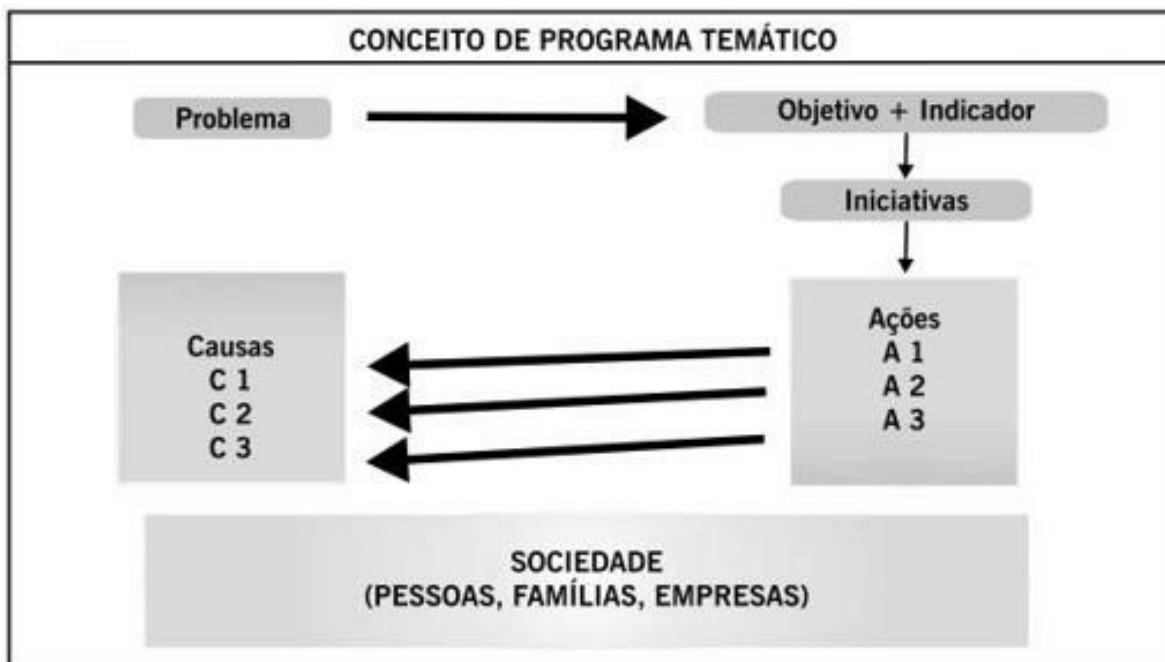 CONCEITO DE PROGRAMA TEMÁTICO
Problema
Objetivo + Indicador
Iniciativas
Causas
C 1
C 2
C 3
Ações
A 1
A 2
A 3
SOCIEDADE
(PESSOAS, FAMÍLIAS, EMPRESAS)